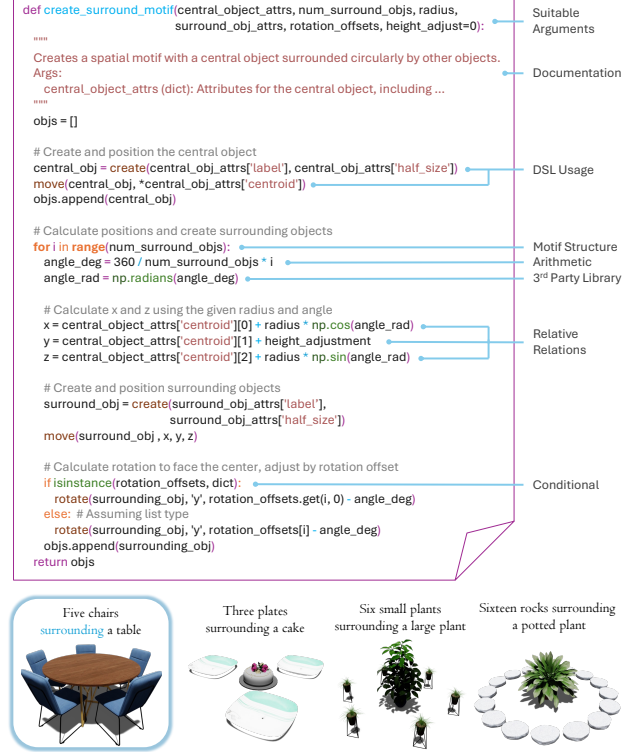 def create_surround_motif(central_object_attrs, num_surround_objs, radius,
surround_obj_attrs, rotation_offsets, height_adjust=0):
Suitable
Arguments
"""
Creates a spatial motif with a central object surrounded circularly by other objects.
Args:
central_object_attrs (dict): Attributes for the central object, including ...
"""
Documentation
objs = []
# Create and position the central object
central_obj = create(central_obj_attrs['label'], central_obj_attrs['half_size'])
move(central_obj, *central_obj_attrs['centroid'])
objs.append(central_obj)
DSL Usage
# Calculate positions and create surrounding objects
for i in range(num_surround_objs):
Motif Structure
angle_deg = 360 / num_surround_objs * i
Arithmetic
angle_rad = np.radians(angle_deg)
3rd Party Library
# Calculate x and z using the given radius and angle
x = central_object_attrs['centroid'][0] + radius * np.cos(angle_rad)
y = central_object_attrs['centroid'][1] + height_adjustment
z = central_object_attrs['centroid'][2] + radius * np.sin(angle_rad)
Relative
Relations
# Create and position surrounding objects
surround_obj = create(surround_obj_attrs['label'],
surround_obj_attrs['half_size'])
move(surround_obj , x, y, z)
# Calculate rotation to face the center, adjust by rotation offset
if isinstance(rotation_offsets, dict):
Conditional
rotate(surrounding_obj, 'y', rotation_offsets.get(i, 0) - angle_deg)
else: # Assuming list type
rotate(surrounding_obj, 'y', rotation_offsets[i] - angle_deg)
objs.append(surrounding_obj)
return objs
Five chairs
surrounding a table
Three plates
surrounding a cake
Six small plants
surrounding a large plant
Sixteen rocks surrounding
a potted plant